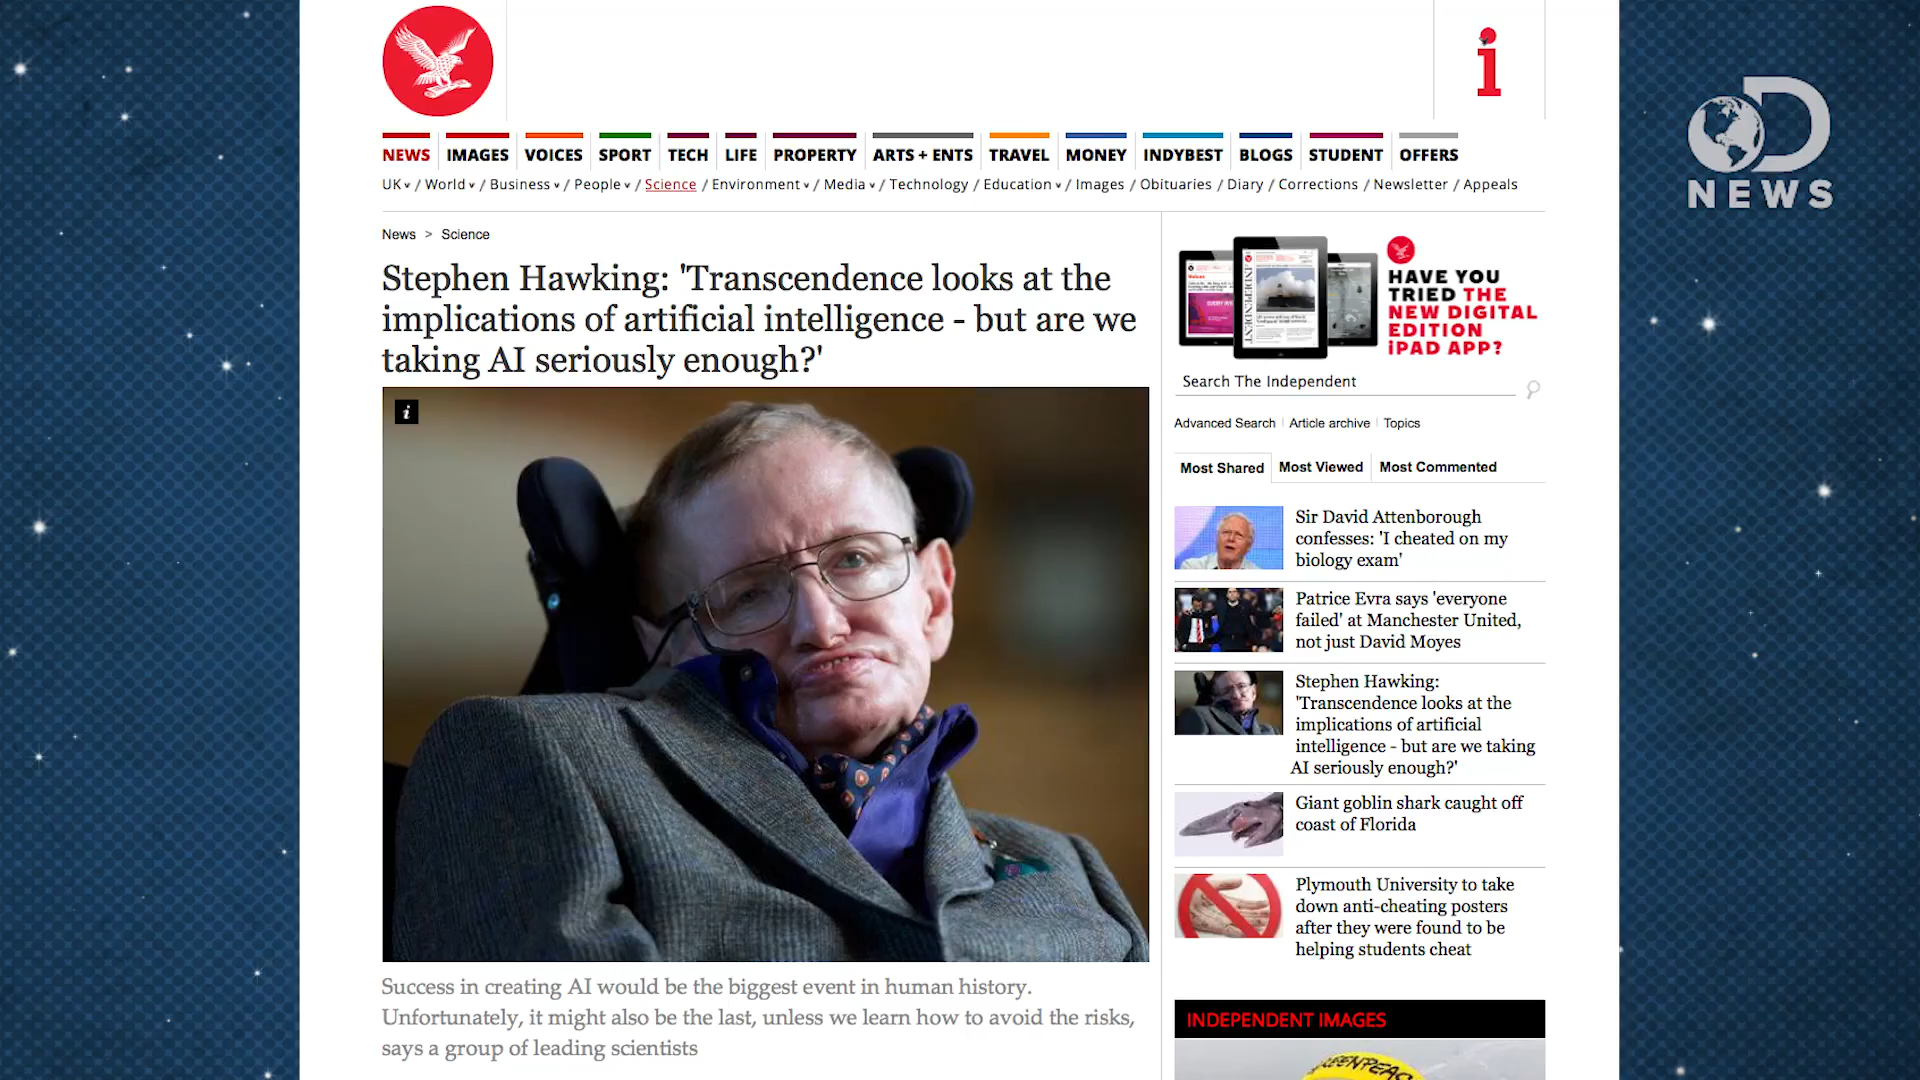 NEWS IMAGES VOICES SPORT TECH LIFE PROPERTY ARTS + ENTS TRAVEL MONEY INDYBEST BLOGS STUDENT OFFERS
UK / World / Business / People / Science / Environment / Media / Technology / Education / Images / Obituaries / Diary / Corrections / Newsletter / Appeals
News > Science
Stephen Hawking: 'Transcendence looks at the
implications of artificial intelligence - but are we
taking AI seriously enough?'
i
Success in creating AI would be the biggest event in human history.
Unfortunately, it might also be the last, unless we learn how to avoid the risks,
says a group of leading scientists
i
HAVE YOU
TRIED THE
NEW DIGITAL
EDITION
iPAD APP?
Search The Independent
Advanced Search Article archive Topics
Most Shared Most Viewed Most Commented
Sir David Attenborough
confesses: 'I cheated on my
biology exam'
Patrice Evra says 'everyone
failed' at Manchester United,
not just David Moyes
Stephen Hawking:
'Transcendence looks at the
implications of artificial
intelligence - but are we taking
AI seriously enough?'
Giant goblin shark caught off
coast of Florida
Plymouth University to take
down anti-cheating posters
after they were found to be
helping students cheat
INDEPENDENT IMAGES
GREENPEAC
D
NEWS